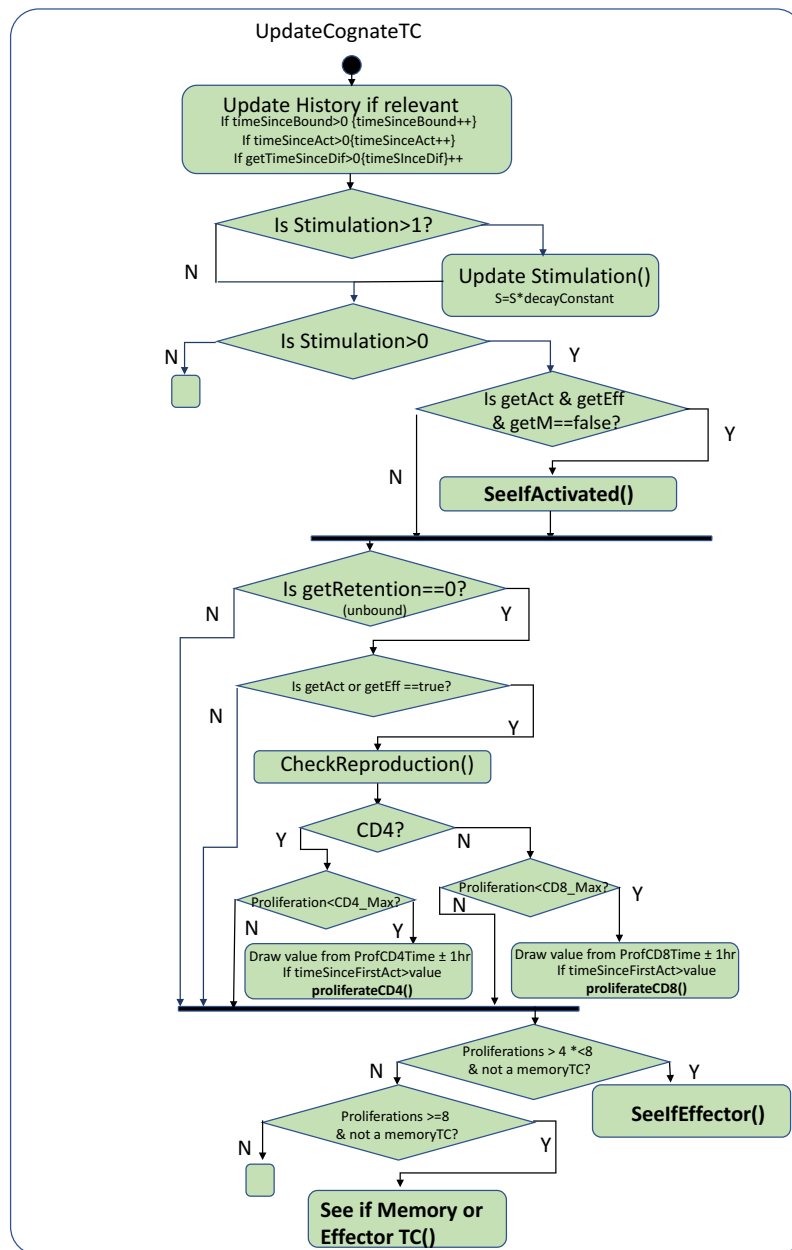 UpdateCognateTC
Update History if relevant
If timeSinceBound>0 {timeSinceBound++}
If timeSinceAct>0{timeSinceAct++}
If getTimeSinceDif>0{timeSInceDif}++
Is Stimulation>1?
N
Update Stimulation()
S=S*decayConstant
Is Stimulation>0
N
Y
Is getAct & getEff
& getM==false?
Y
N
SeeIfActivated()
Is getRetention==0?
(unbound)
N
Y
Is getAct or getEff ==true?
N
Y
CheckReproduction()
CD4?
Y
N
Proliferation<CD4_Max?
Proliferation<CD8_Max?
N
Y
N
Y
Draw value from ProfCD4Time ± 1hr
If timeSinceFirstAct>value
proliferateCD4()
Draw value from ProfCD8Time ± 1hr
If timeSinceFirstAct>value
proliferateCD8()
Proliferations > 4 *<8
& not a memoryTC?
N
Y
SeeIfEffector()
Proliferations >=8
& not a memoryTC?
N
Y
See if Memory or
Effector TC()